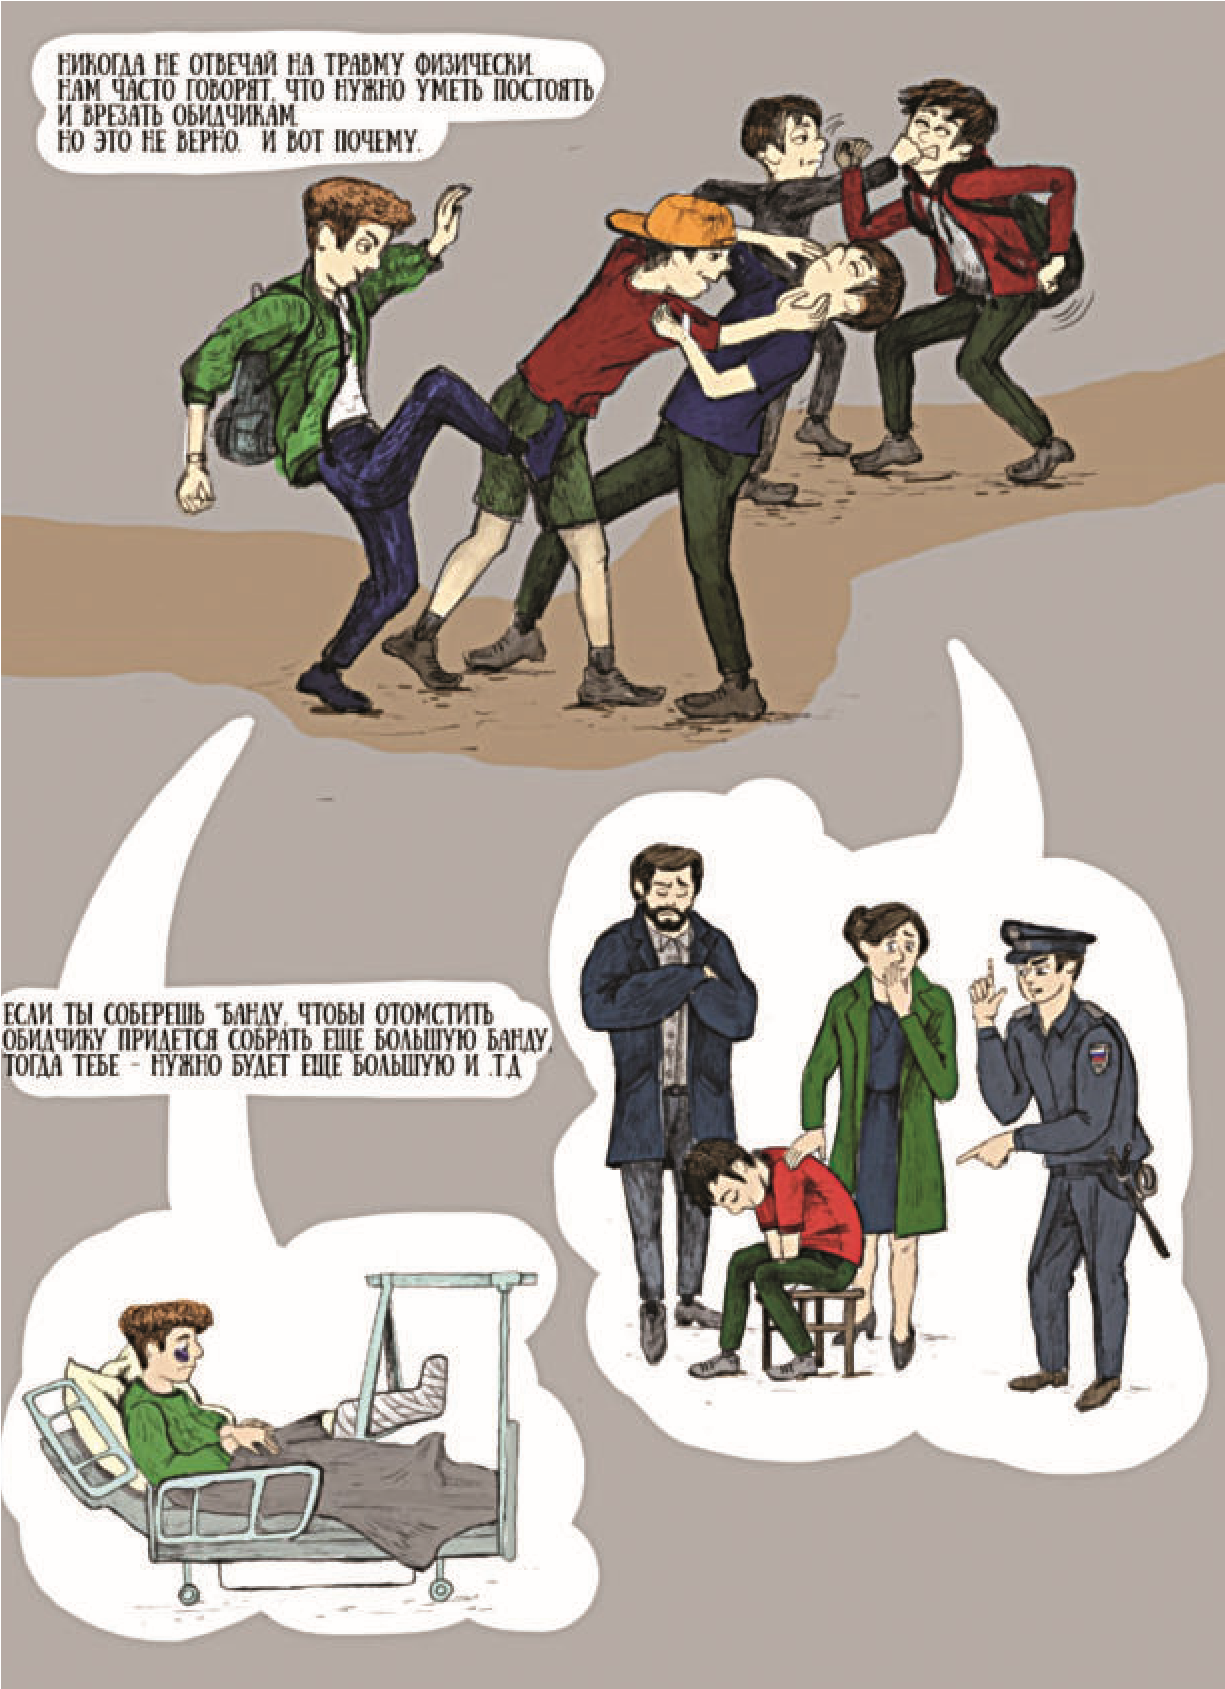 НИКОГДА НЕ ОТВЕЧАЙ НА ТРАВМУ ФИЗИЧЕСКИ.
НАМ ЧАСТО ГОВОРЯТ, ЧТО НУЖНО УМЕТЬ ПОСТОЯТЬ
И ВРЕЗАТЬ ОБИДЧИКАМ.
НО ЭТО НЕ ВЕРНО. И ВОТ ПОЧЕМУ.
ЕСЛИ ТЫ СОБЕРЕШЬ "БАНДУ, ЧТОБЫ ОТОМСТИТЬ
ОБИДЧИКУ ПРИДЕТСЯ СОБРАТЬ ЕЩЕ БОЛЬШУЮ БАНДУ,
ТОГДА ТЕБЕ - НУЖНО БУДЕТ ЕЩЕ БОЛЬШУЮ И .Т.Д